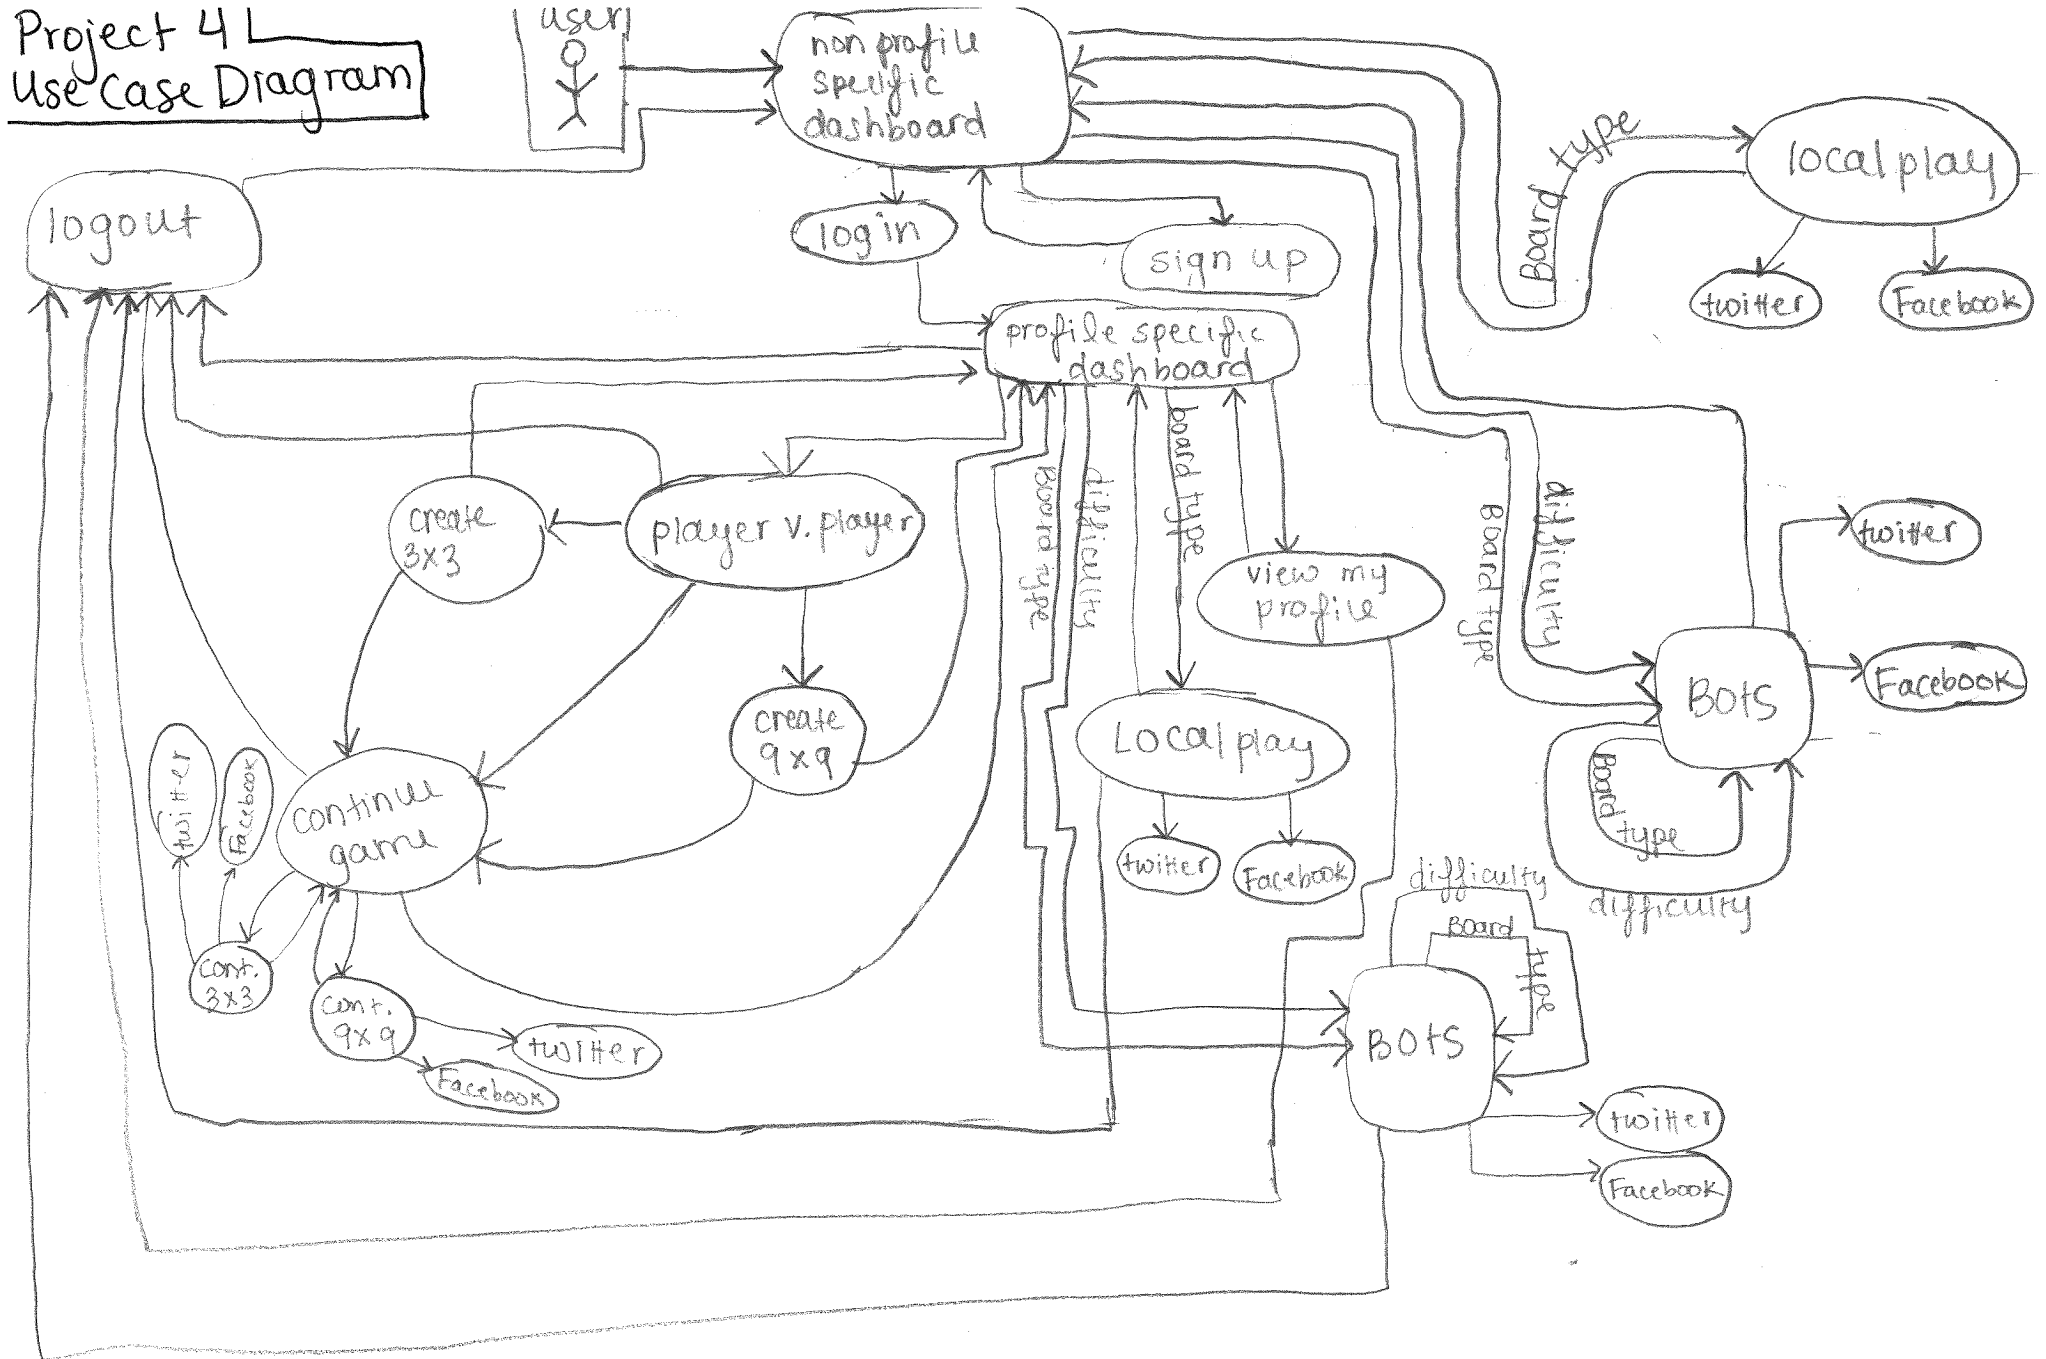 Project 4
Use Case Diagram
user
non profile
specific
dashboard
Board type
local play
twitter
Facebook
logout
log in
sign up
profile specific
dashboard
board type
Board type
difficulty
create
3x3
player v. player
view my
profile
Board type
difficulty
twitter
Facebook
Bots
Board
type
difficulty
create
9x9
Local play
twitter
Facebook
twitter
Facebook
continue
game
cont.
3x3
cont.
9x9
twitter
Facebook
difficulty
Board
type
Bots
twitter
Facebook